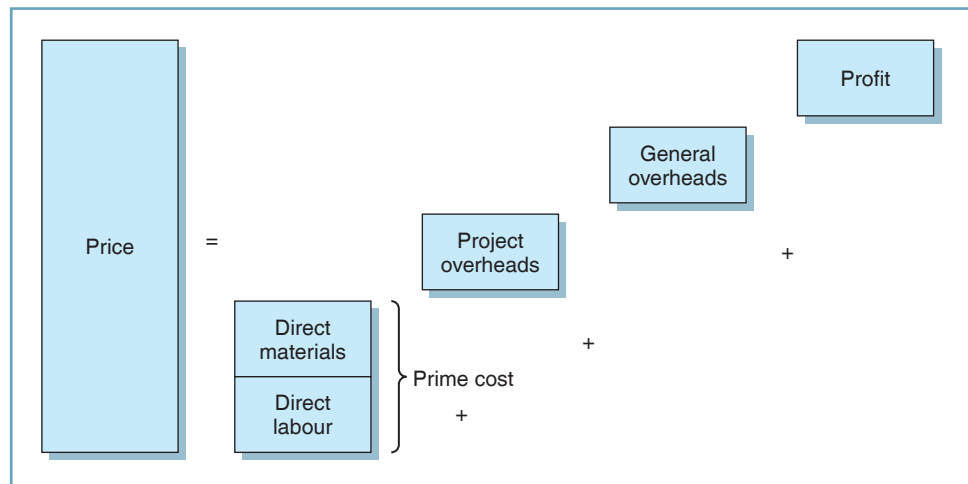 Profit
General
overheads
Project
overheads
Price
=
+
Direct
materials
+
Prime cost
Direct
labour
+